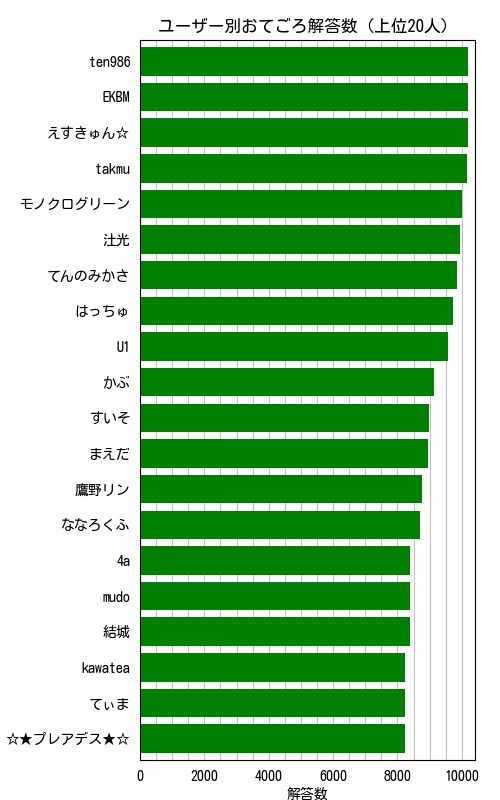 ユーザー別おてごろ解答数（上位20人）
ten986
EKBM
えすきゅん☆
takmu
モノクログリーン
汢光
てんのみかさ
はっちゅ
U1
かぶ
すいそ
まえだ
鷹野リン
ななろくふ
4a
mudo
結城
kawatea
てぃま
☆★プレアデス★☆
0 2000 4000 6000 8000 10000
解答数